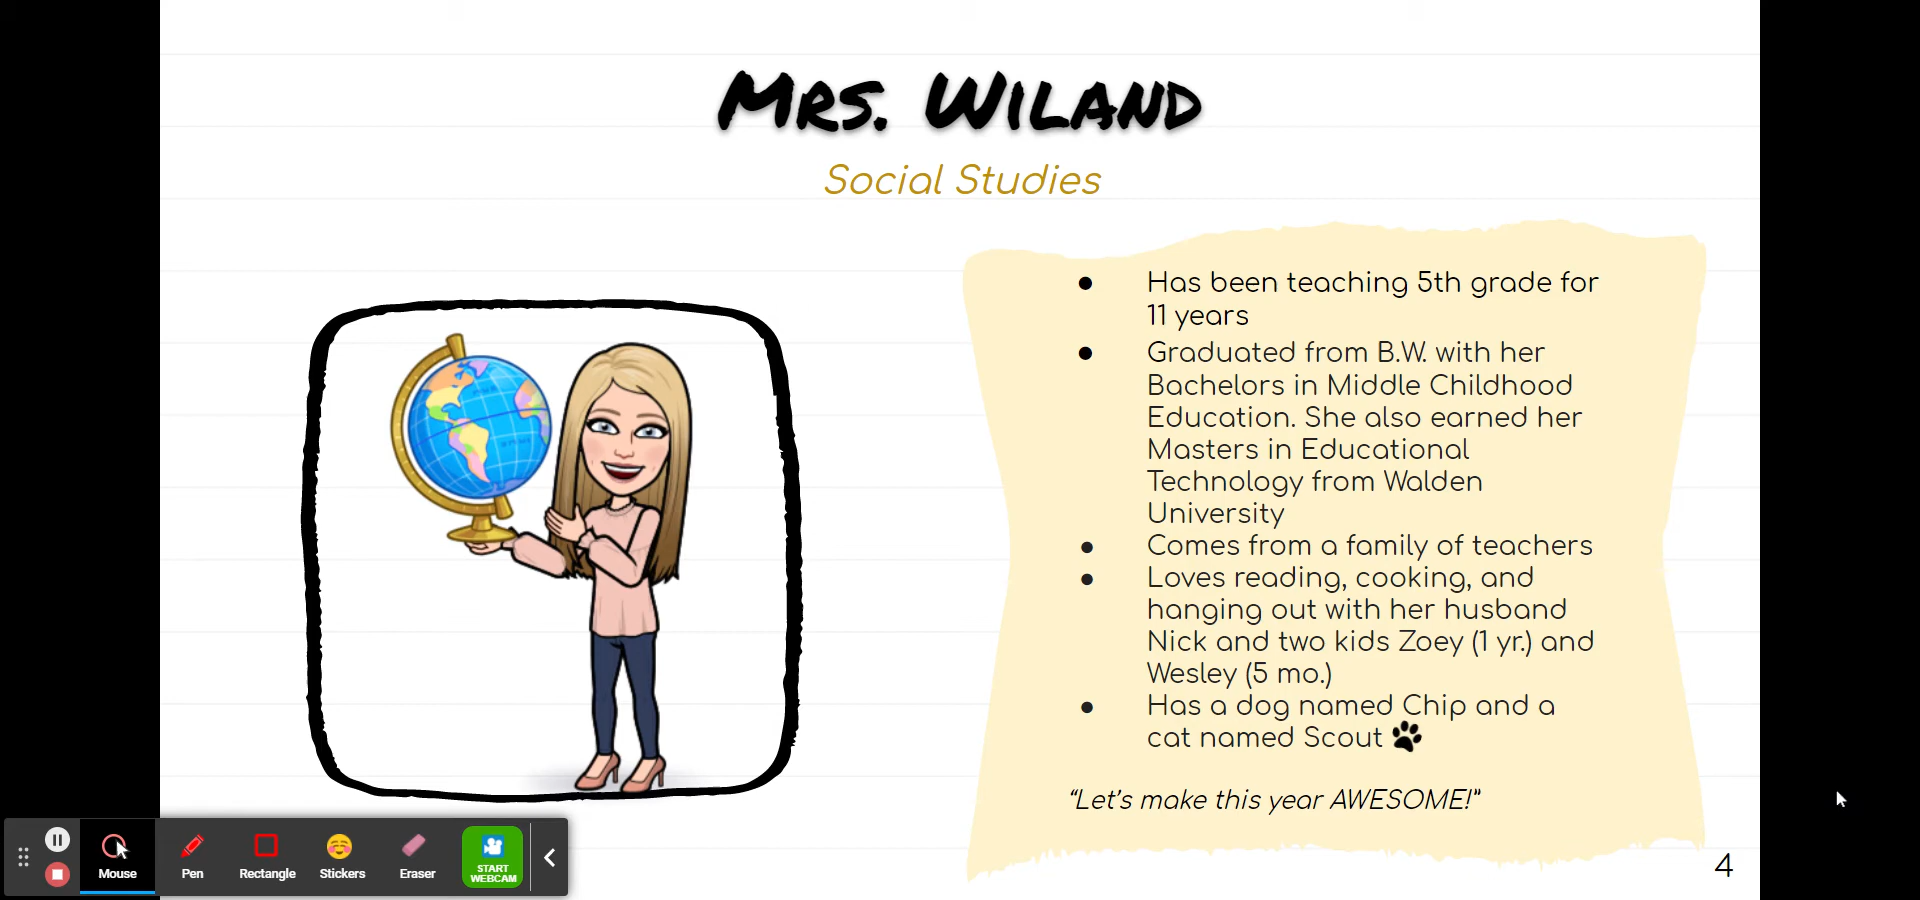 Mrs. Wiland
Social Studies
● Has been teaching 5th grade for
11 years
● Graduated from B.W. with her
Bachelors in Middle Childhood
Education. She also earned her
Masters in Educational
Technology from Walden
University
● Comes from a family of teachers
● Loves reading, cooking, and
hanging out with her husband
Nick and two kids Zoey (1 yr.) and
Wesley (5 mo.)
● Has a dog named Chip and a
cat named Scout
“Let’s make this year AWESOME!”
4
Mouse
Pen
Rectangle
Stickers
Eraser
START
WEBCAM